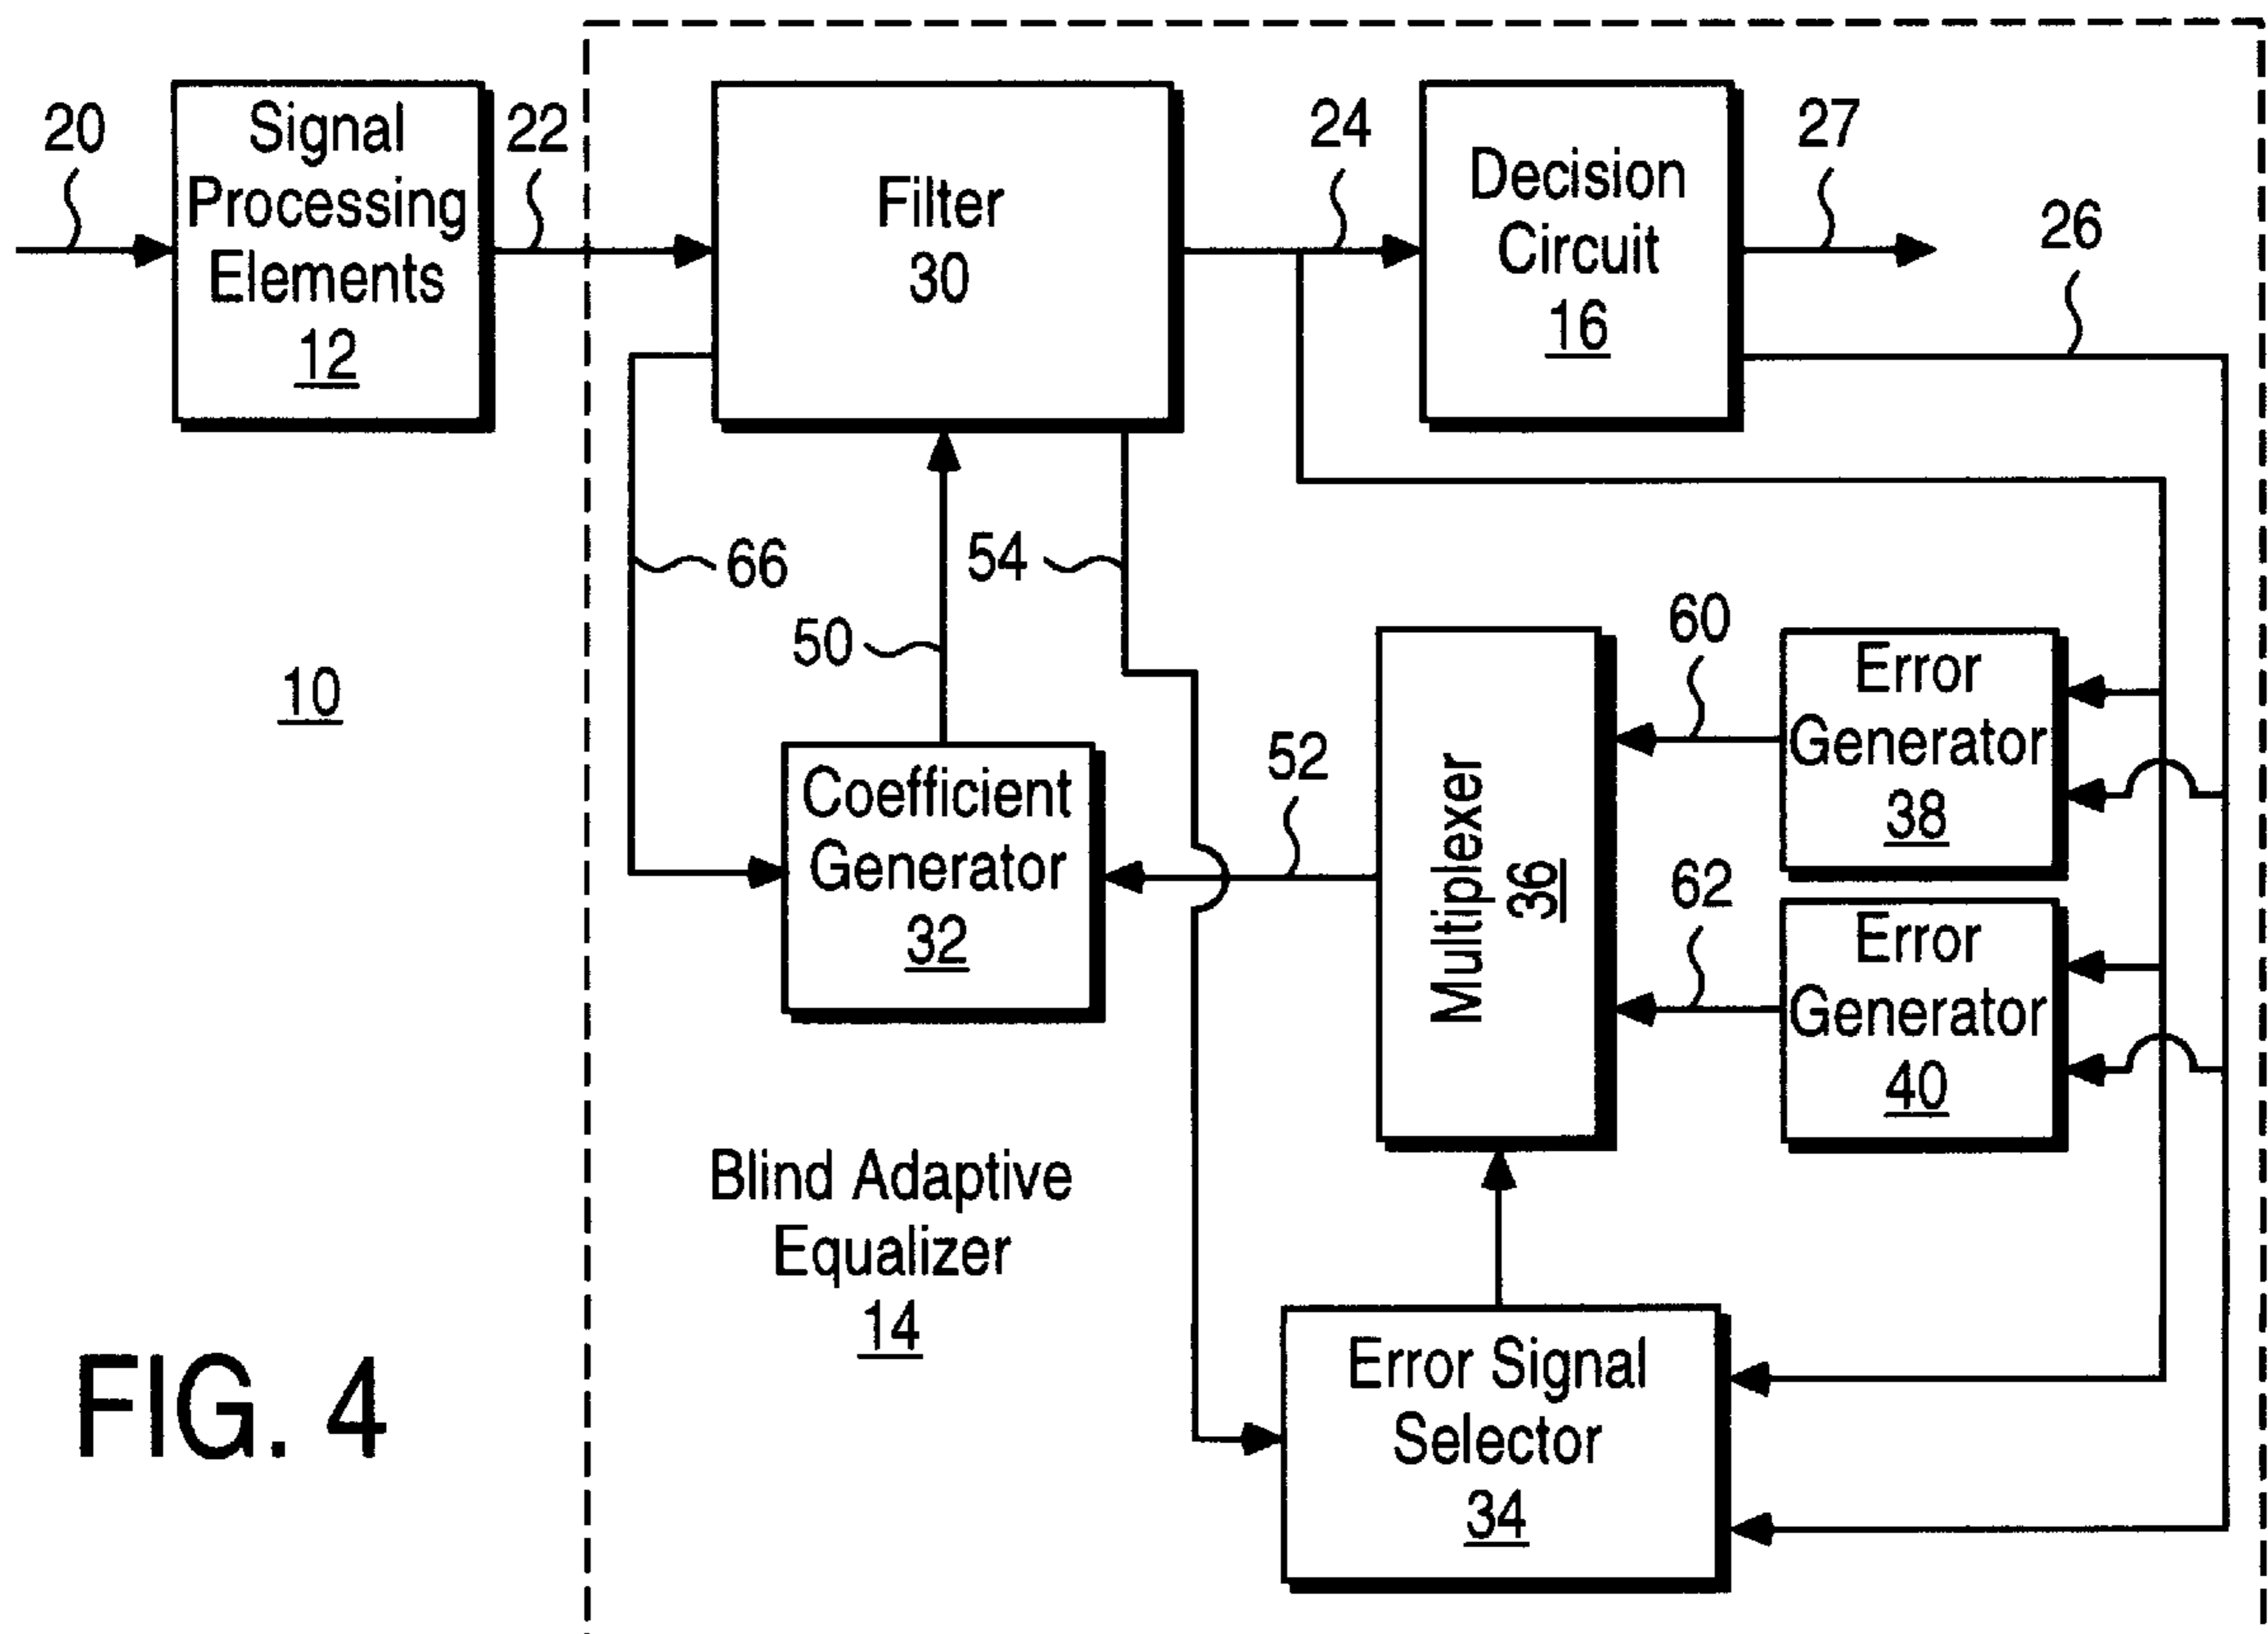 20
Signal
Processing
Elements
12
22
Filter
30
24
Decision
Circuit
16
27
26
66
54
50
10
Coefficient
Generator
32
52
Multiplexer
36
60
Error
Generator
38
62
Error
Generator
40
Blind Adaptive
Equalizer
14
Error Signal
Selector
34
FIG. 4